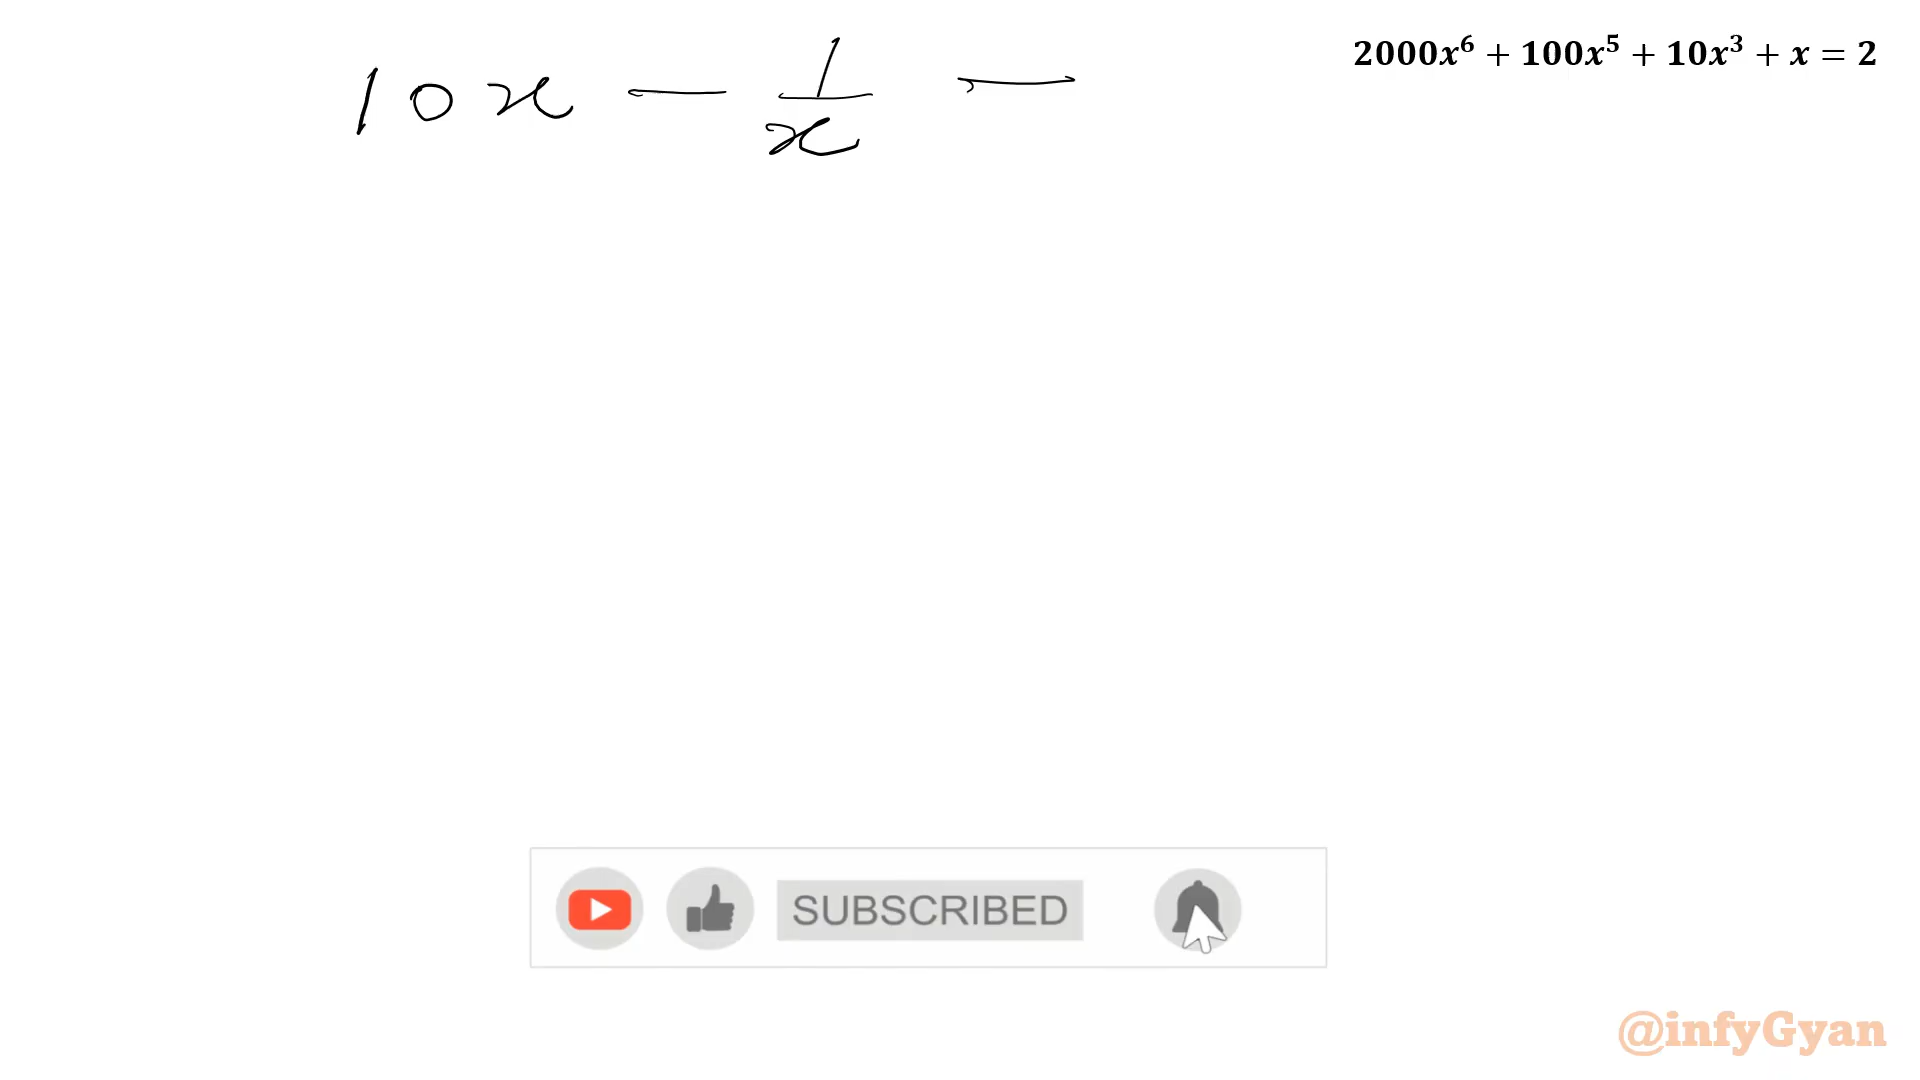 2000x⁶ + 100x⁵ + 10x³ + x = 2
10x − 1/x −
SUBSCRIBED
@infyGyan